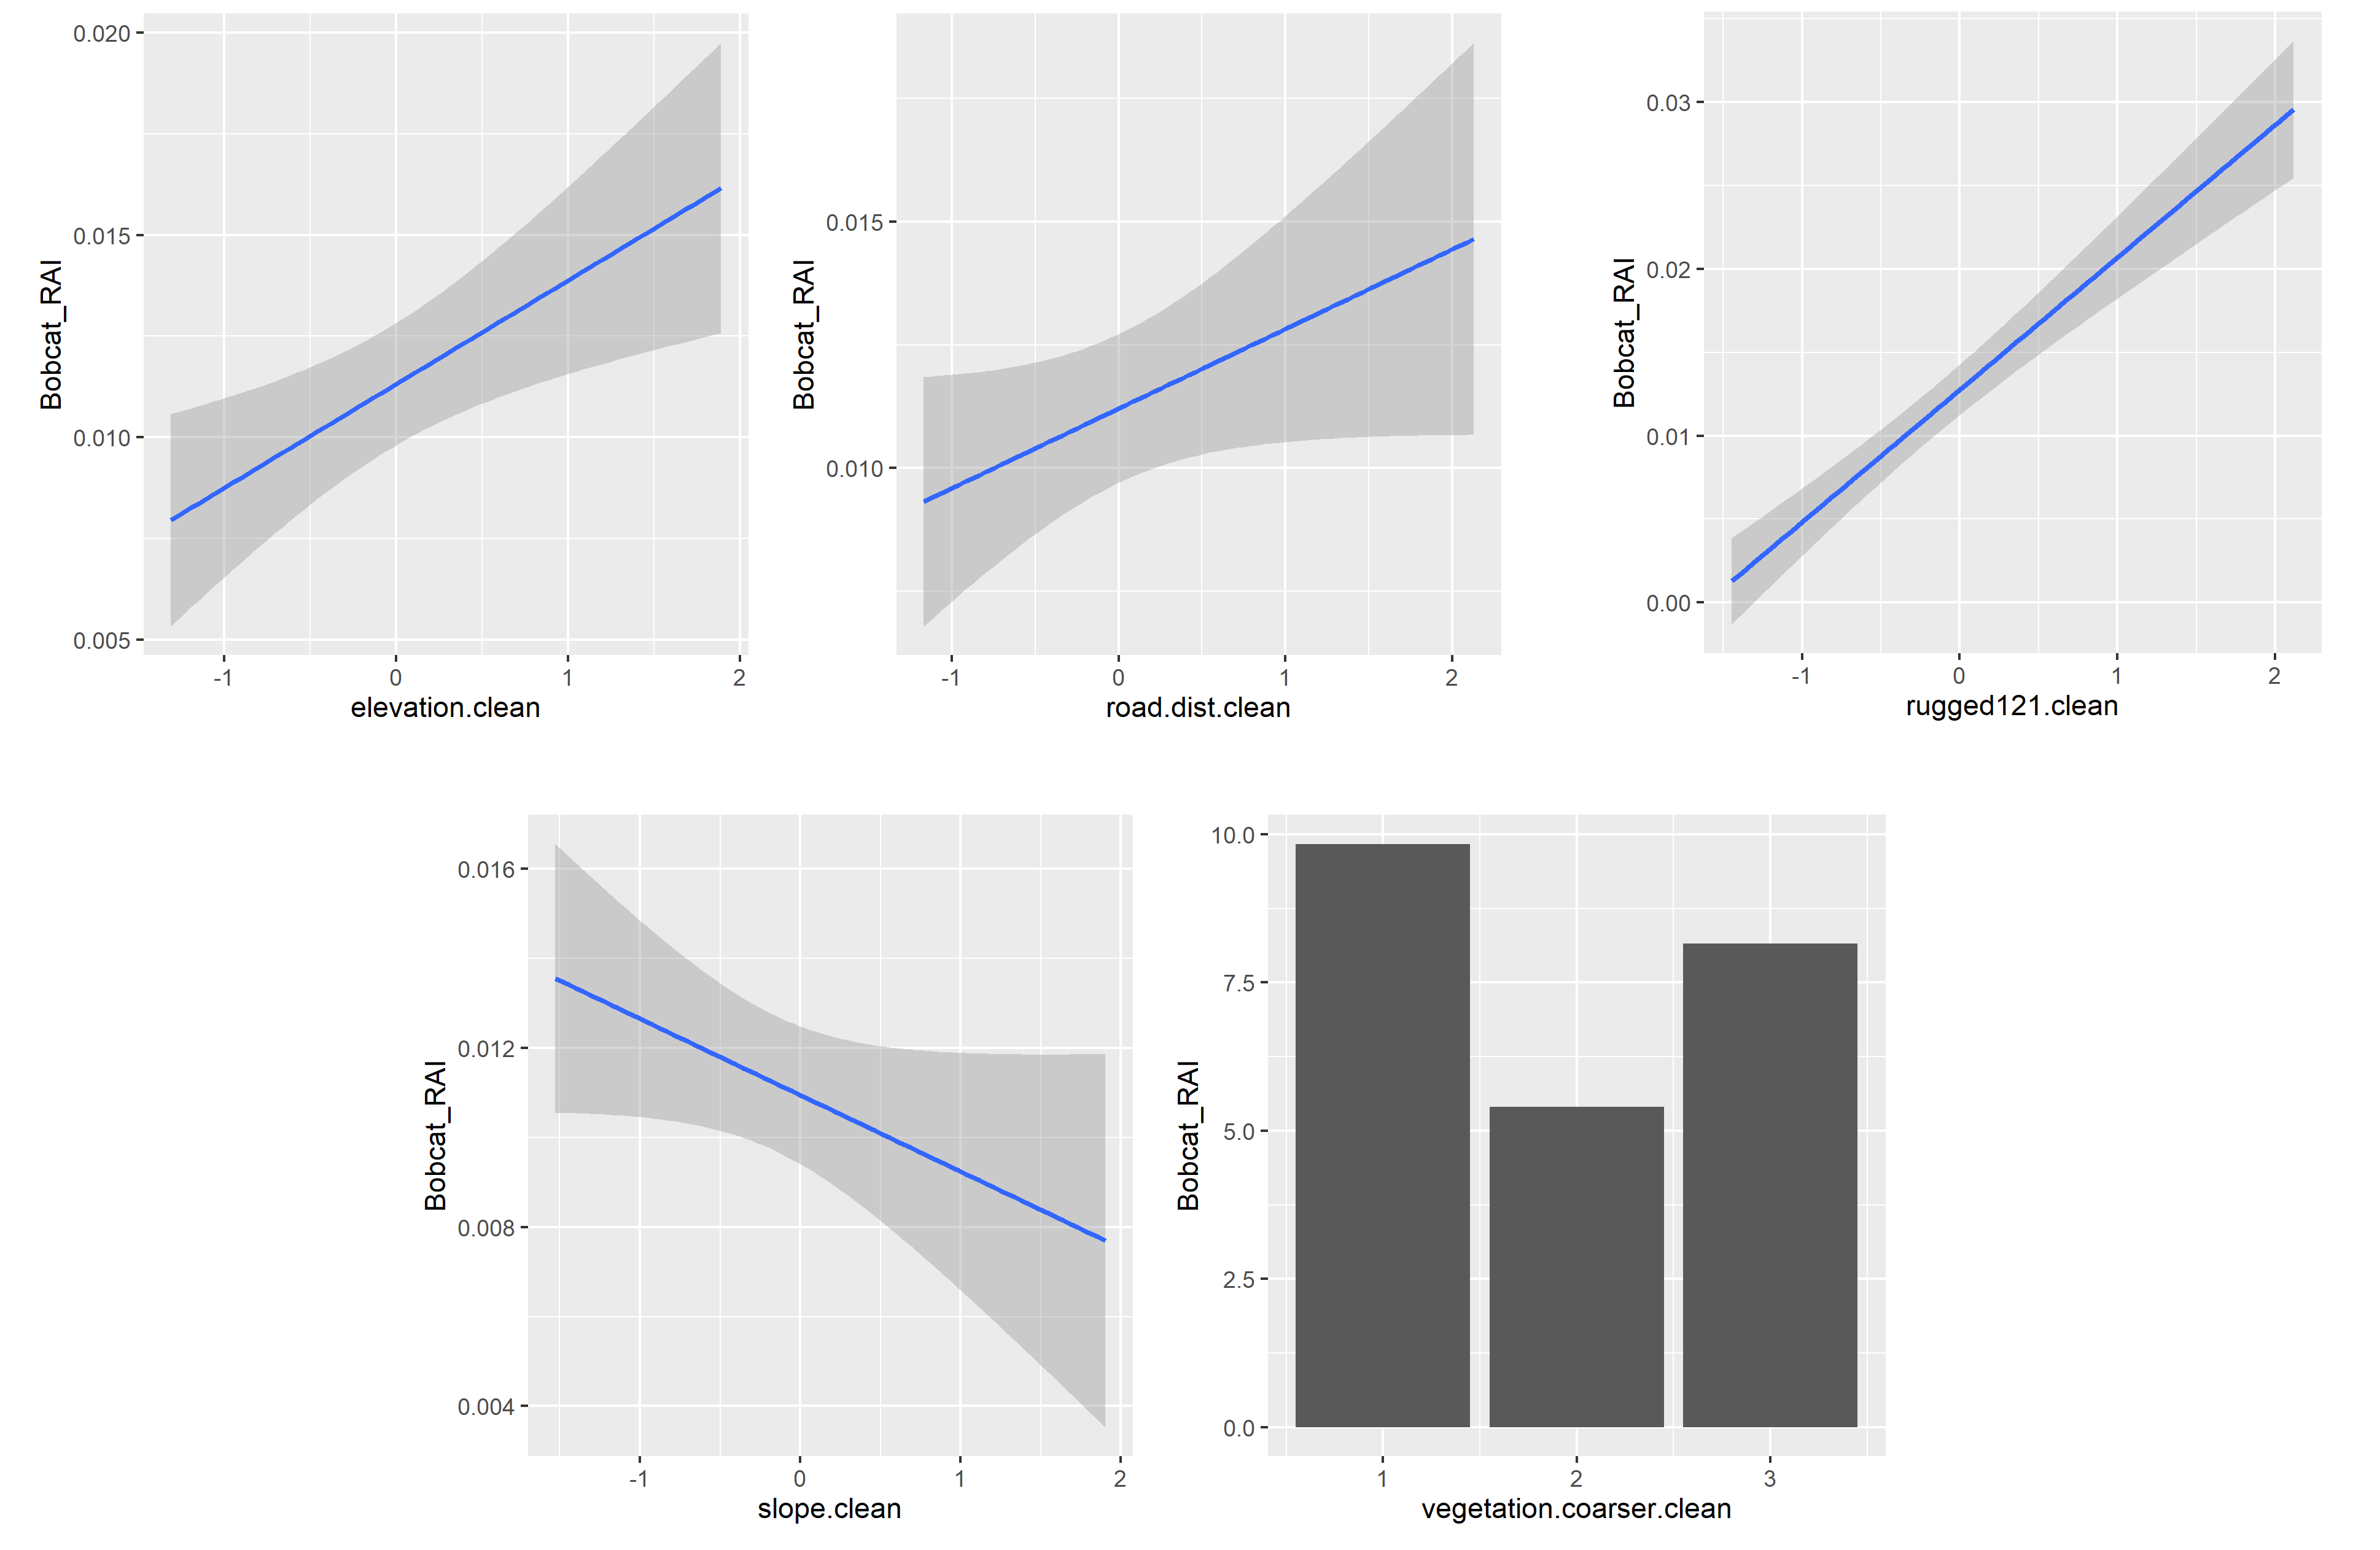 Bobcat_RAI
0.020
0.015
0.010
0.005
-1 0 1 2
elevation.clean
Bobcat_RAI
0.015
0.010
-1 0 1 2
road.dist.clean
Bobcat_RAI
0.03
0.02
0.01
0.00
-1 0 1 2
rugged121.clean
Bobcat_RAI
0.016
0.012
0.008
0.004
-1 0 1 2
slope.clean
Bobcat_RAI
10.0
7.5
5.0
2.5
0.0
1 2 3
vegetation.coarser.clean